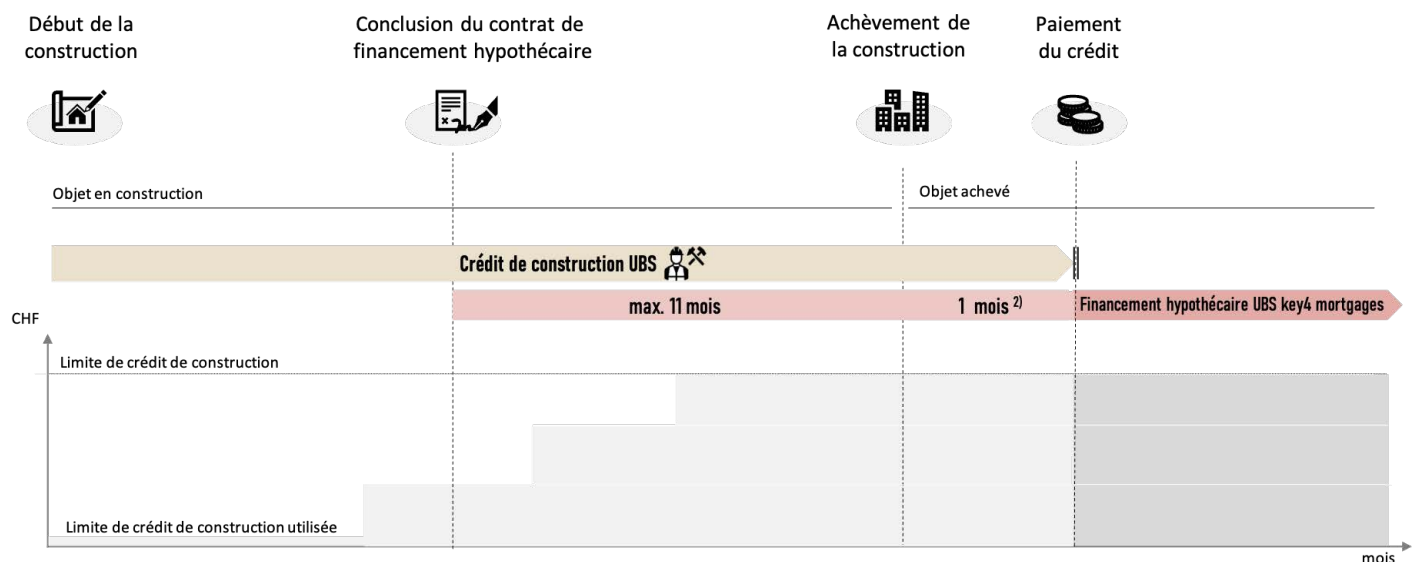 Début de la
construction
Conclusion du contrat de
financement hypothécaire
Achèvement de
la construction
Paiement
du crédit
Objet en construction
Objet achevé
Crédit de construction UBS
max. 11 mois
1 mois 2)
Financement hypothécaire UBS key4 mortgages
CHF
Limite de crédit de construction
Limite de crédit de construction utilisée
mois